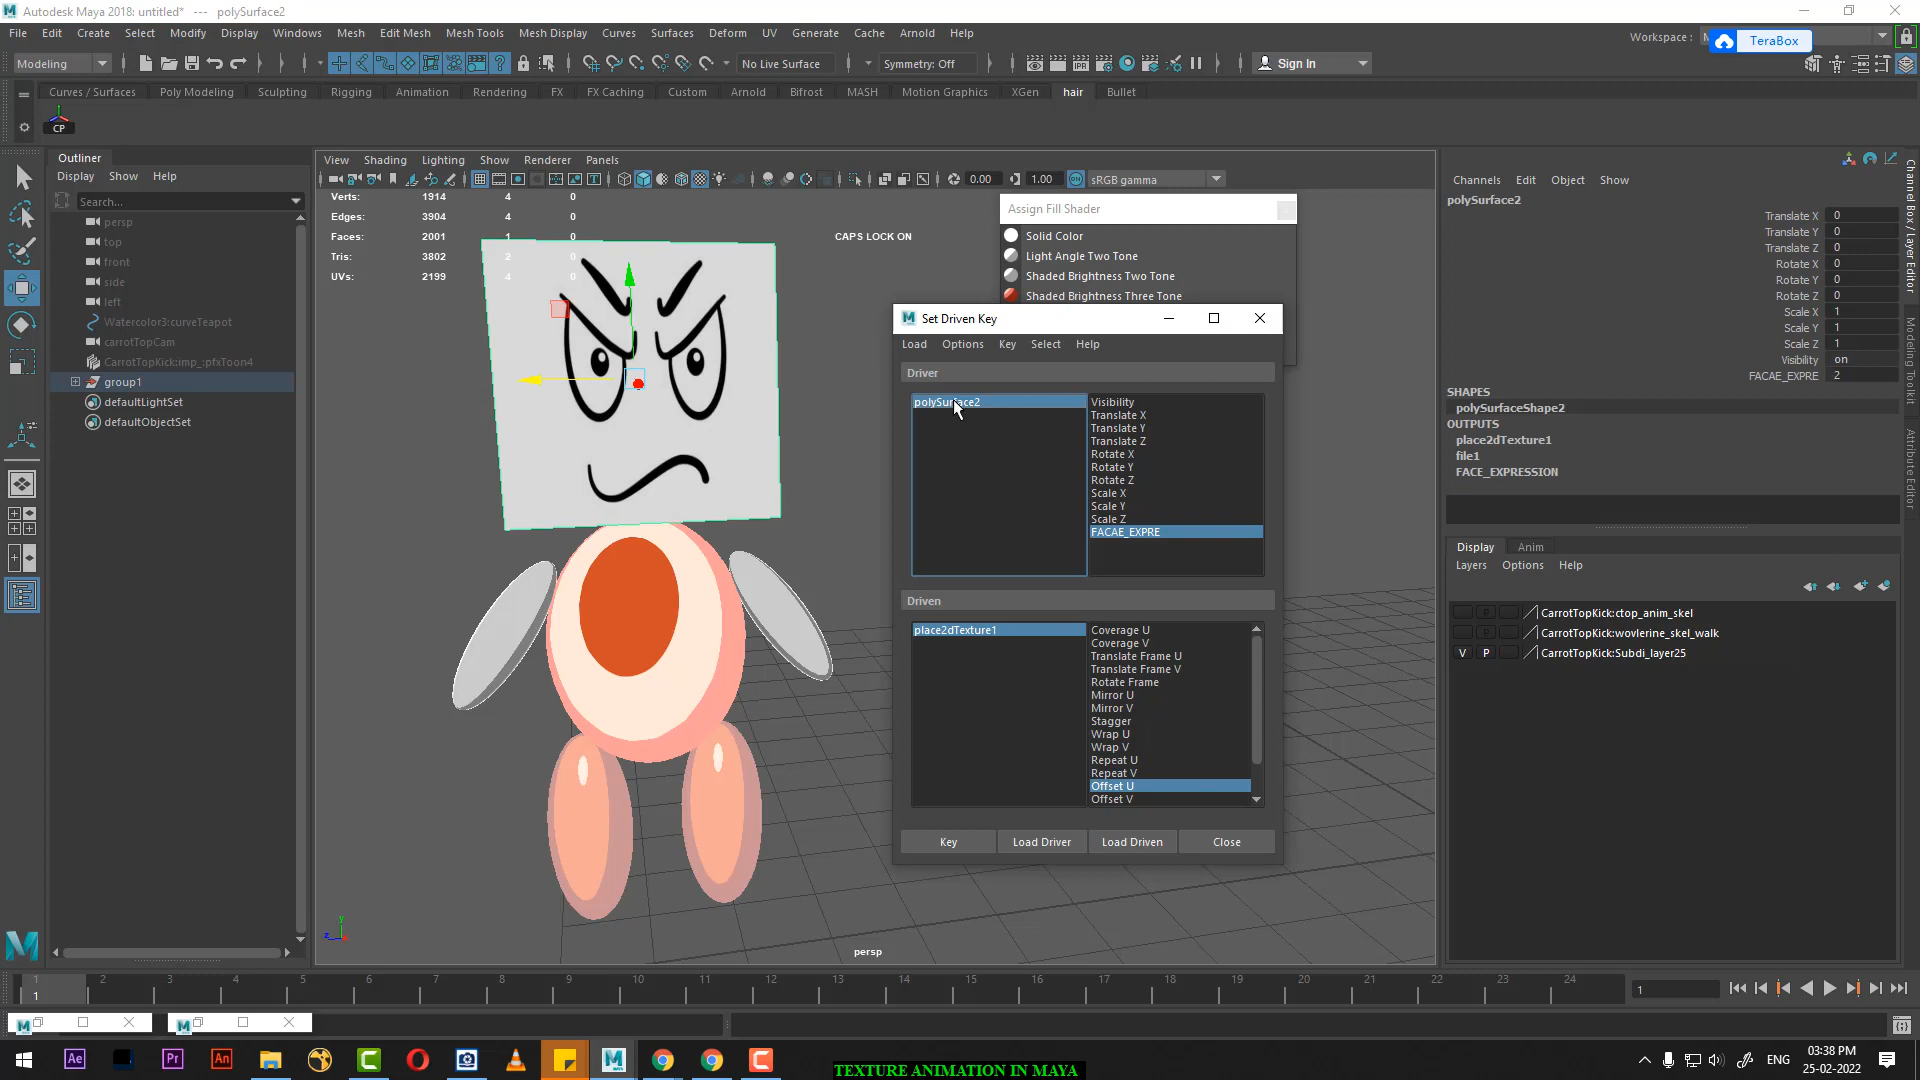 Autodesk Maya 2018: untitled*   ---   polySurface2
File Edit Create Select Modify Display Windows Mesh Edit Mesh Mesh Tools Mesh Display Curves Surfaces Deform UV Generate Cache Arnold Help
Workspace :
TeraBox
Modeling
No Live Surface
Symmetry: Off
Sign In
Curves / Surfaces Poly Modeling Sculpting Rigging Animation Rendering FX FX Caching Custom Arnold Bifrost MASH Motion Graphics XGen hair Bullet
CP
Outliner
Display Show Help
Search...
persp
top
front
side
left
Watercolor3:curveTeapot
carrotTopCam
CarrotTopKick:imp_:pfxToon4
group1
defaultLightSet
defaultObjectSet
View Shading Lighting Show Renderer Panels
0.00
1.00
sRGB gamma
Verts: 1914 4 0
Edges: 3904 4 0
Faces: 2001 1 0
Tris: 3802 2 0
UVs: 2199 4 0
CAPS LOCK ON
persp
Assign Fill Shader
Solid Color
Light Angle Two Tone
Shaded Brightness Two Tone
Shaded Brightness Three Tone
Set Driven Key
Load Options Key Select Help
Driver
polySurface2
Visibility
Translate X
Translate Y
Translate Z
Rotate X
Rotate Y
Rotate Z
Scale X
Scale Y
Scale Z
FACAE_EXPRE
Driven
place2dTexture1
Coverage U
Coverage V
Translate Frame U
Translate Frame V
Rotate Frame
Mirror U
Mirror V
Stagger
Wrap U
Wrap V
Repeat U
Repeat V
Offset U
Offset V
Key
Load Driver
Load Driven
Close
Channels Edit Object Show
polySurface2
Translate X 0
Translate Y 0
Translate Z 0
Rotate X 0
Rotate Y 0
Rotate Z 0
Scale X 1
Scale Y 1
Scale Z 1
Visibility on
FACAE_EXPRE 2
SHAPES
polySurfaceShape2
OUTPUTS
place2dTexture1
file1
FACE_EXPRESSION
Display Anim
Layers Options Help
CarrotTopKick:ctop_anim_skel
CarrotTopKick:wovlerine_skel_walk
V P CarrotTopKick:Subdi_layer25
Channel Box / Layer Editor
Modeling Toolkit
Attribute Editor
1 2 3 4 5 6 7 8 9 10 11 12 13 14 15 16 17 18 19 20 21 22 23 24
1
1
Ae
Pr
An
TEXTURE ANIMATION IN MAYA
ENG
03:38 PM
25-02-2022